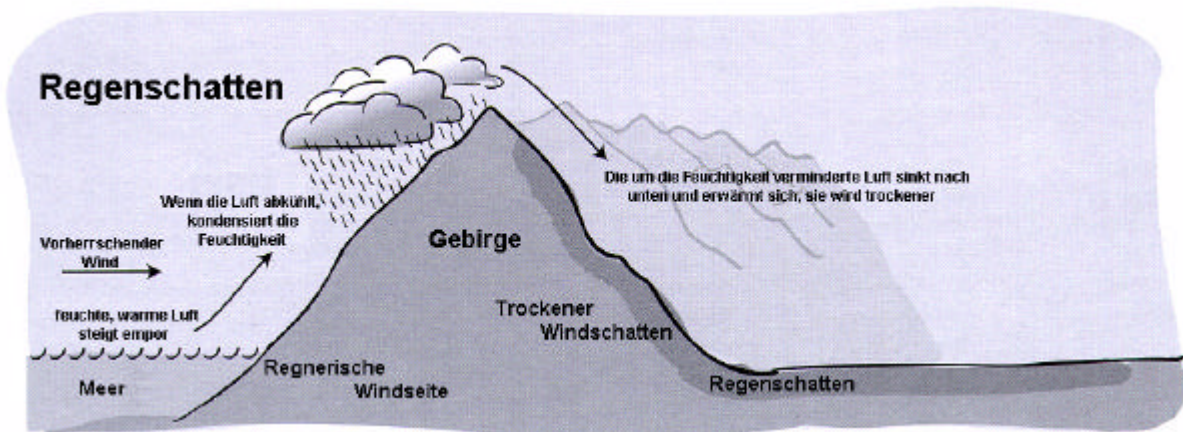 Regenschatten
Wenn die Luft abkühlt,
kondensiert die
Feuchtigkeit
Vorherrschender
Wind
feuchte, warme Luft
steigt empor
Die um die Feuchtigkeit verminderte Luft sinkt nach
unten und erwärmt sich, sie wird trockener
Gebirge
Trockener
Windschatten
Regnerische
Windseite
Meer
Regenschatten